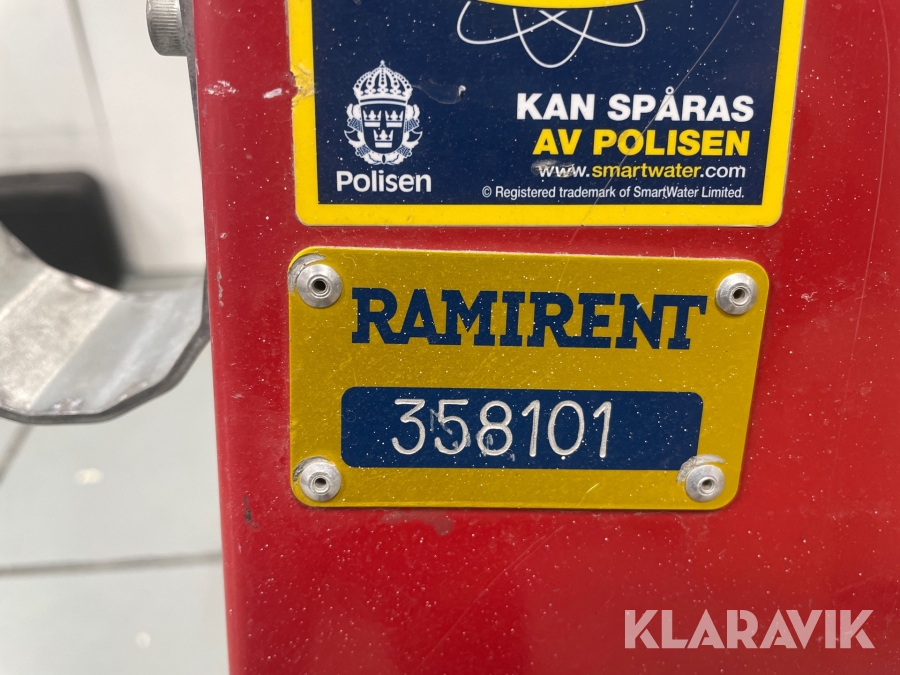 KAN SPÅRAS
AV POLISEN
www.smartwater.com
Polisen
© Registered trademark of SmartWater Limited.
RAMIRENT
358101
KLARAVIK